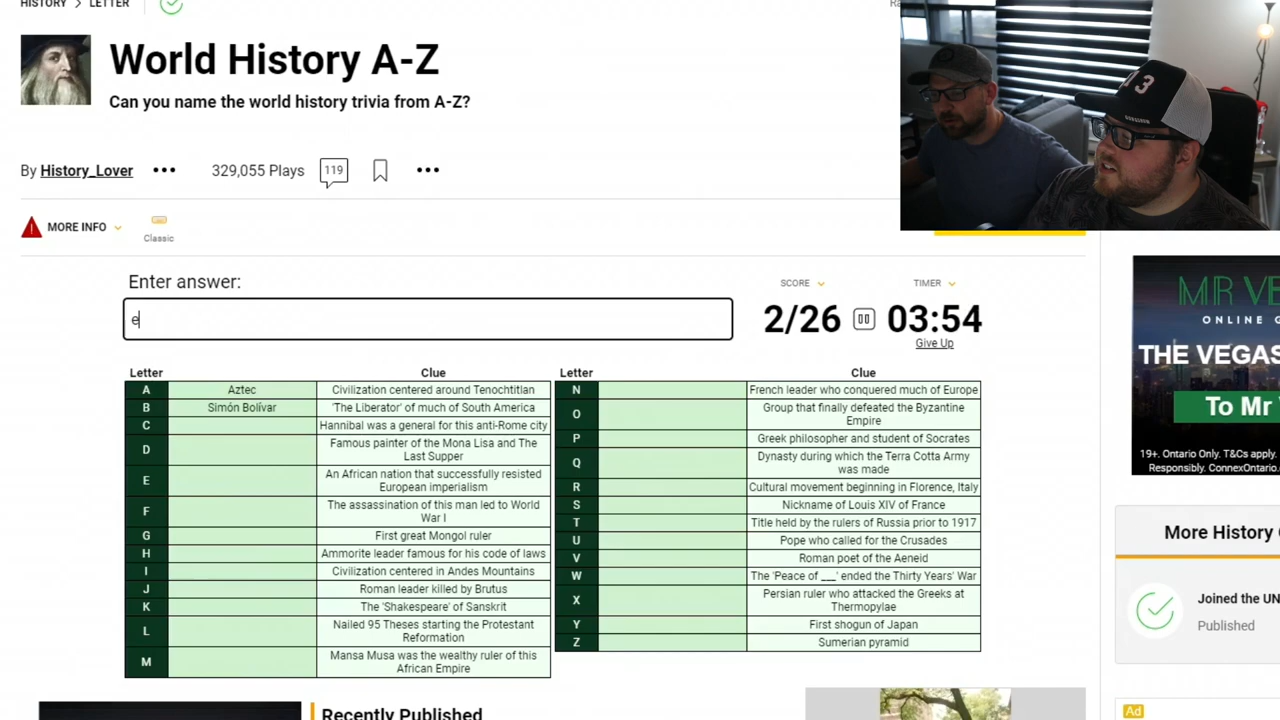 HISTORY > LETTER
World History A-Z
Can you name the world history trivia from A-Z?
By History_Lover ••• 329,055 Plays 119 •••
MORE INFO
Classic
Enter answer:
e
SCORE
2/26
TIMER
03:54
Give Up
Letter Clue
A Aztec Civilization centered around Tenochtitlan
B Simón Bolívar 'The Liberator' of much of South America
C Hannibal was a general for this anti-Rome city
D Famous painter of the Mona Lisa and The
Last Supper
E An African nation that successfully resisted
European imperialism
F The assassination of this man led to World
War I
G First great Mongol ruler
H Ammorite leader famous for his code of laws
I Civilization centered in Andes Mountains
J Roman leader killed by Brutus
K The 'Shakespeare' of Sanskrit
L Nailed 95 Theses starting the Protestant
Reformation
M Mansa Musa was the wealthy ruler of this
African Empire
Letter Clue
N French leader who conquered much of Europe
O Group that finally defeated the Byzantine
Empire
P Greek philosopher and student of Socrates
Q Dynasty during which the Terra Cotta Army
was made
R Cultural movement beginning in Florence, Italy
S Nickname of Louis XIV of France
T Title held by the rulers of Russia prior to 1917
U Pope who called for the Crusades
V Roman poet of the Aeneid
W The 'Peace of ___' ended the Thirty Years' War
X Persian ruler who attacked the Greeks at
Thermopylae
Y First shogun of Japan
Z Sumerian pyramid
Recently Published
MR VE
ONLINE
THE VEGAS
To Mr
19+. Ontario Only. T&Cs apply.
Responsibly. ConnexOntario.
More History
Joined the UN
Published
Ad